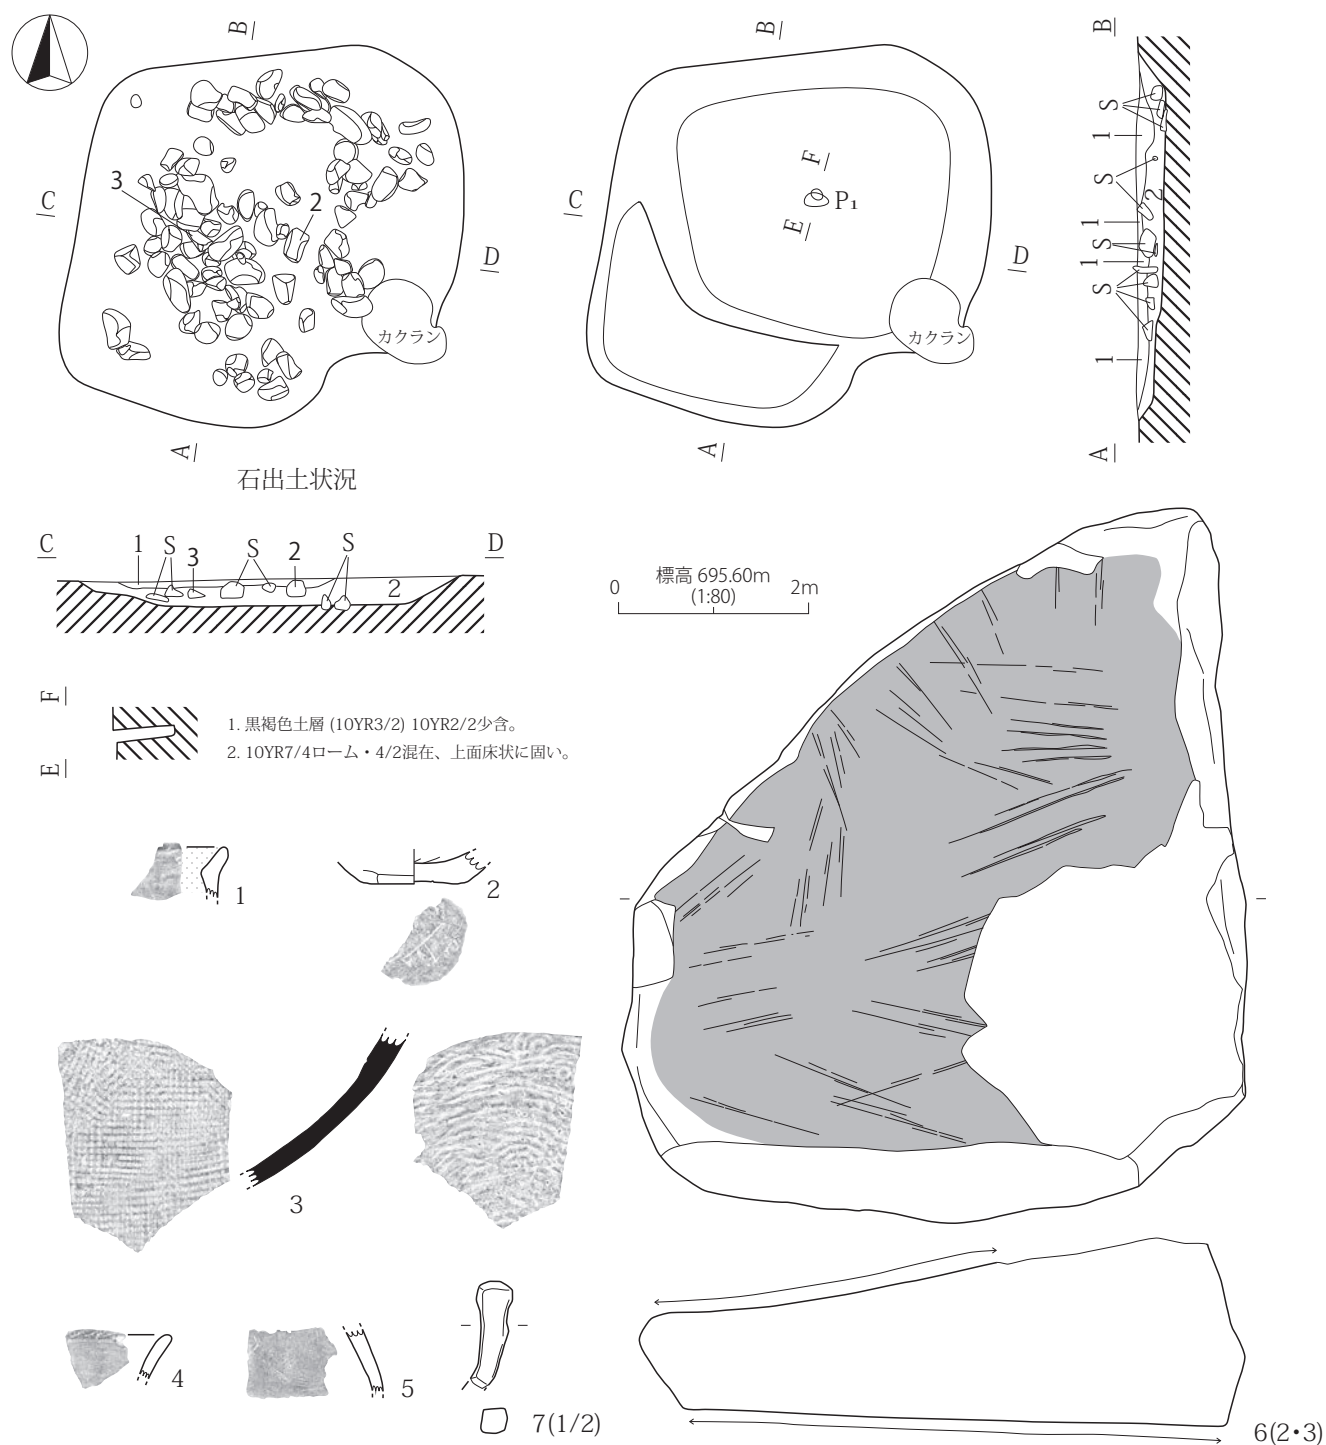 B
B
B
S
1
S
2
1
S
1
S
1
A
C
3
2
D
カクラン
A
石出土状況
C
F
P1
E
D
カクラン
A
C
1
S
3
S
2
S
2
D
標高 695.60m
0
(1:80)
2m
F
E
1. 黒褐色土層 (10YR3/2) 10YR2/2少含。
2. 10YR7/4ローム・4/2混在、上面床状に固い。
1
2
3
4
5
7(1/2)
6(2・3)